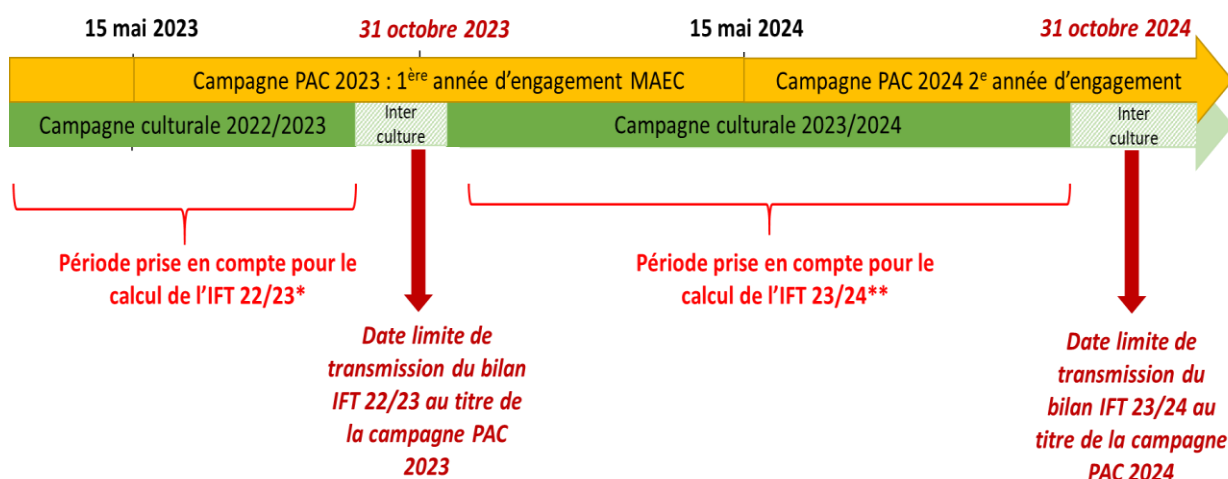 15 mai 2023
31 octobre 2023
15 mai 2024
31 octobre 2024
Campagne PAC 2023 : 1ère année d’engagement MAEC
Campagne PAC 2024 2e année d’engagement
Campagne culturale 2022/2023
Inter
culture
Campagne culturale 2023/2024
Inter
culture
Période prise en compte pour le
calcul de l’IFT 22/23*
Période prise en compte pour le
calcul de l’IFT 23/24**
Date limite de
transmission du bilan
IFT 22/23 au titre de
la campagne PAC
2023
Date limite de
transmission du
bilan IFT 23/24 au
titre de la campagne
PAC 2024